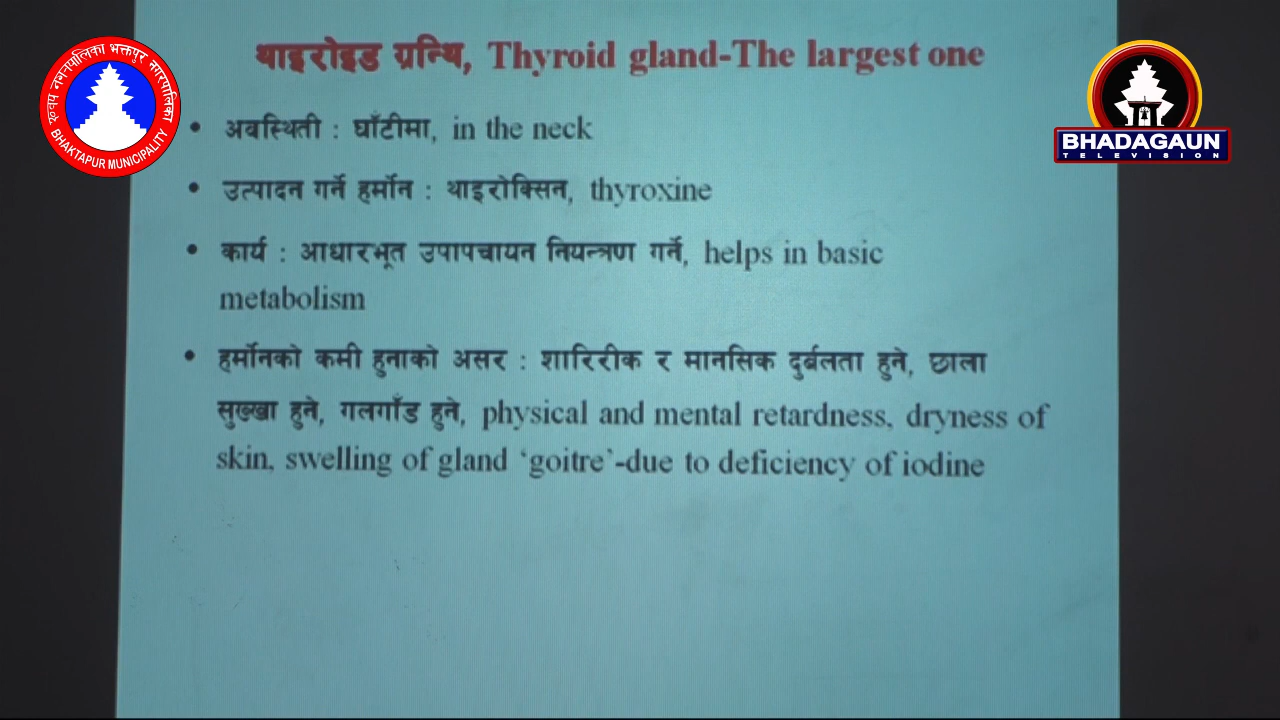 थाइरोइड ग्रन्थि, Thyroid gland-The largest one
• अवस्थिती : घाँटीमा, in the neck
• उत्पादन गर्ने हर्मोन : थाइरोक्सिन, thyroxine
• कार्य : आधारभूत उपापचायन नियन्त्रण गर्ने, helps in basic
metabolism
• हर्मोनको कमी हुनाको असर : शारिरीक र मानसिक दुर्बलता हुने, छाला
सुख्खा हुने, गलगाँड हुने, physical and mental retardness, dryness of
skin, swelling of gland ‘goitre’-due to deficiency of iodine
भक्तपुर नगरपालिका
BHAKTAPUR MUNICIPALITY
BHADAGAUN
TELEVISION